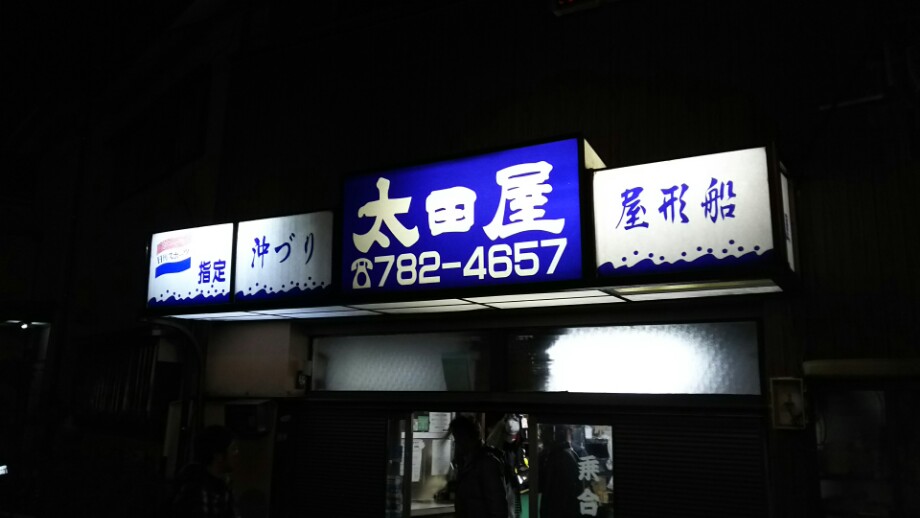 指定
沖づり
太田屋
☎782-4657
屋形船
乗合